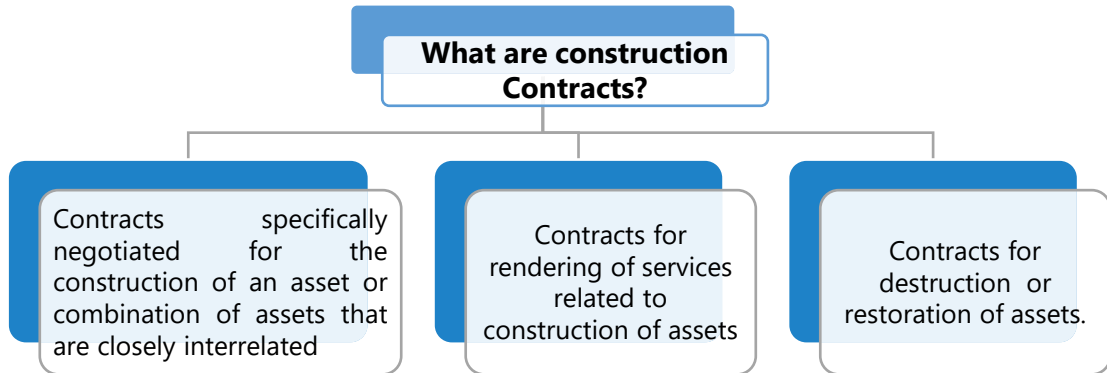 What are construction
Contracts?
Contracts specifically
negotiated for the
construction of an asset or
combination of assets that
are closely interrelated
Contracts for
rendering of services
related to
construction of assets
Contracts for
destruction or
restoration of assets.